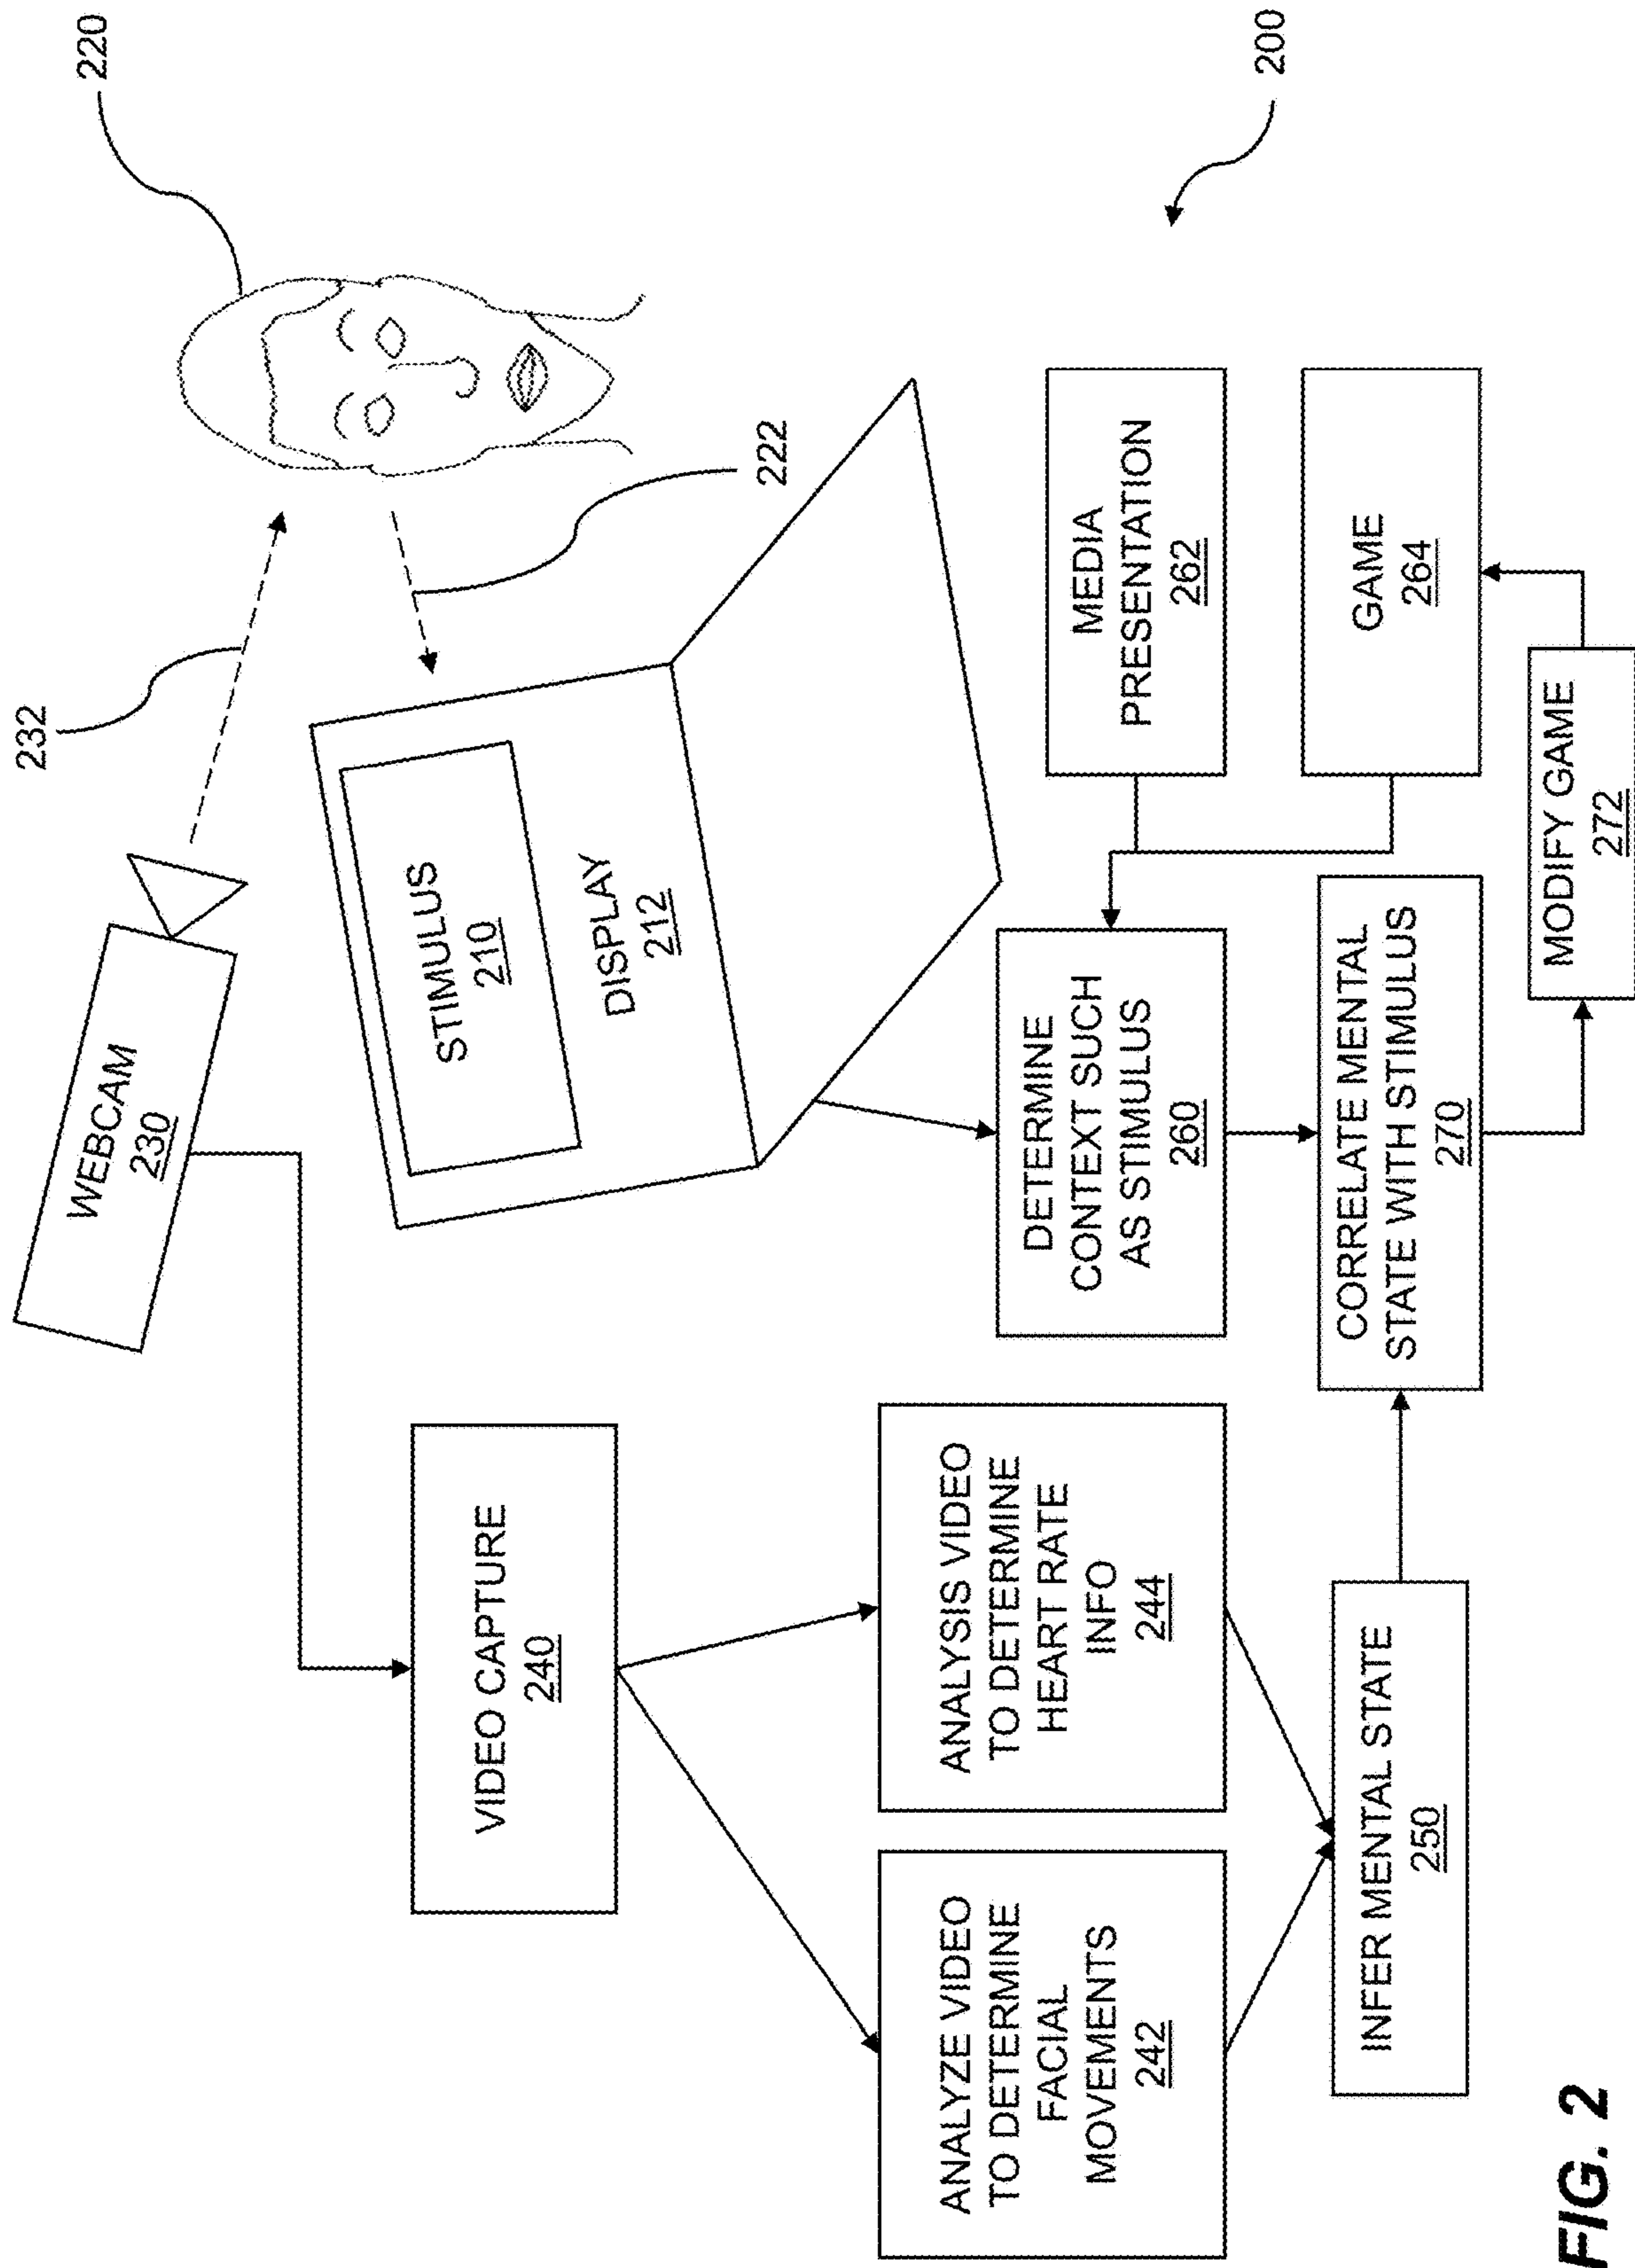 220
232
WEBCAM
230
222
STIMULUS
210
DISPLAY
212
VIDEO CAPTURE
240
200
ANALYZE VIDEO
TO DETERMINE
FACIAL
MOVEMENTS
242
ANALYSIS VIDEO
TO DETERMINE
HEART RATE
INFO
244
DETERMINE
CONTEXT SUCH
AS STIMULUS
260
MEDIA
PRESENTATION
262
GAME
264
INFER MENTAL STATE
250
CORRELATE MENTAL
STATE WITH STIMULUS
270
MODIFY GAME
272
FIG. 2